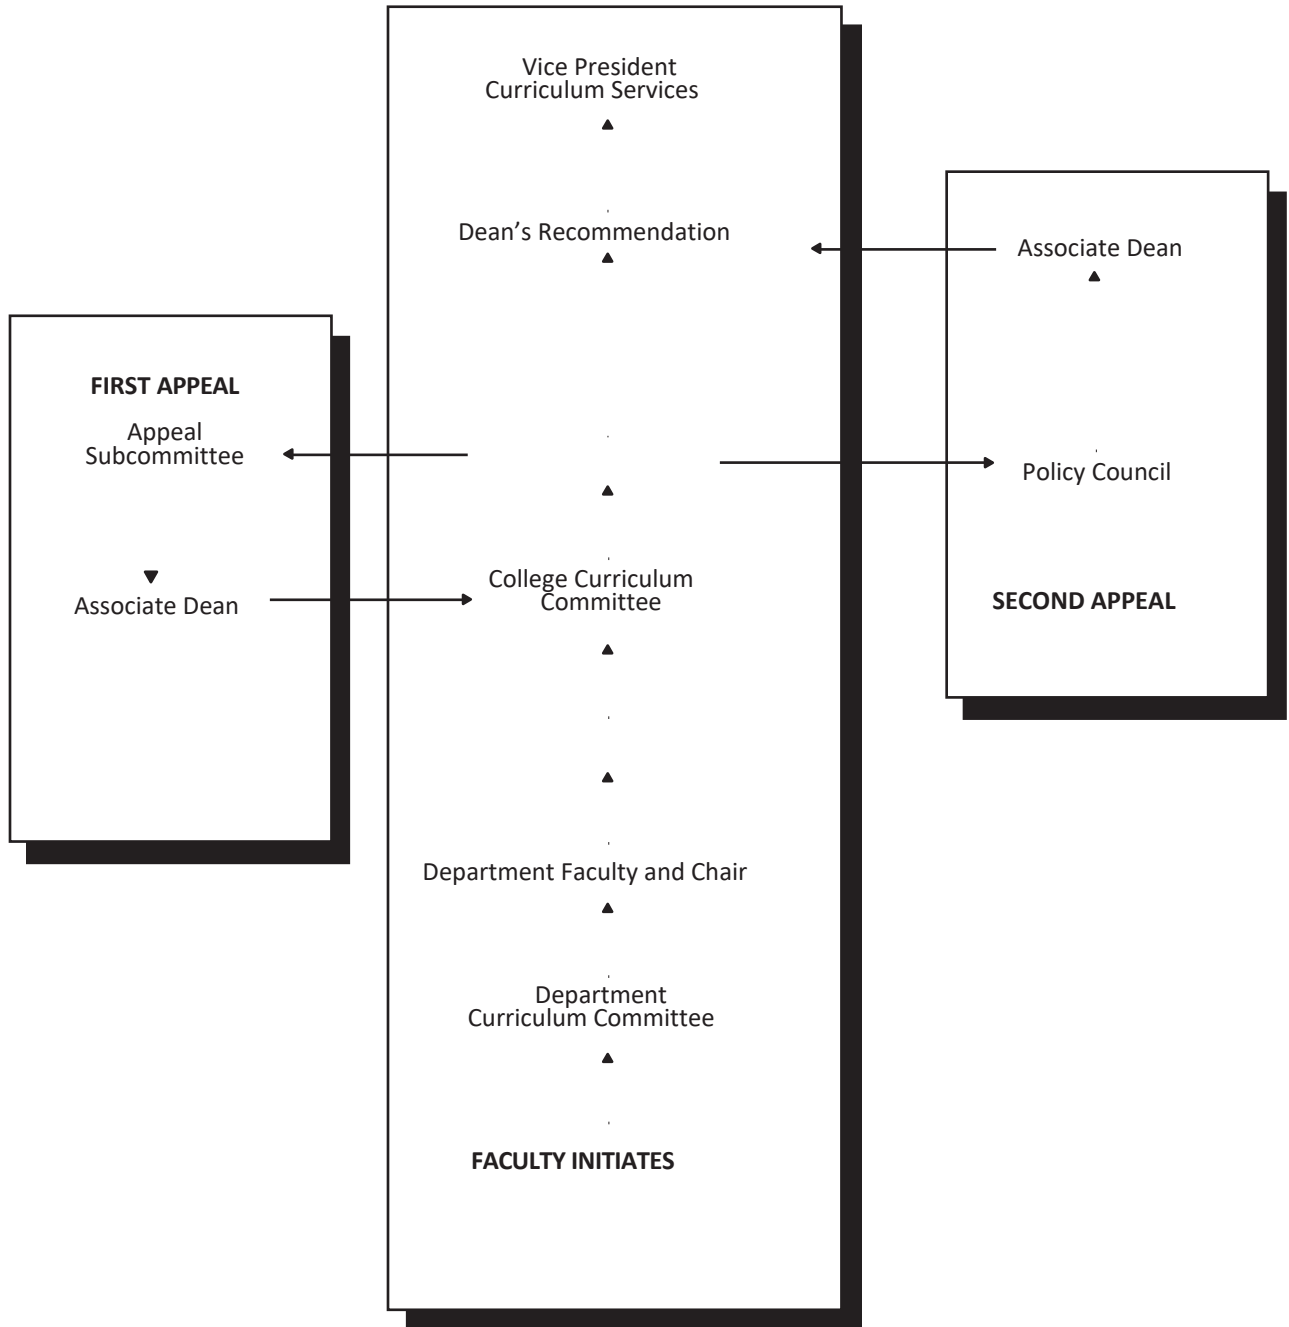 Vice President
Curriculum Services
Dean’s Recommendation
Associate Dean
FIRST APPEAL
Appeal
Subcommittee
Policy Council
College Curriculum
Committee
Associate Dean
SECOND APPEAL
Department Faculty and Chair
Department
Curriculum Committee
FACULTY INITIATES